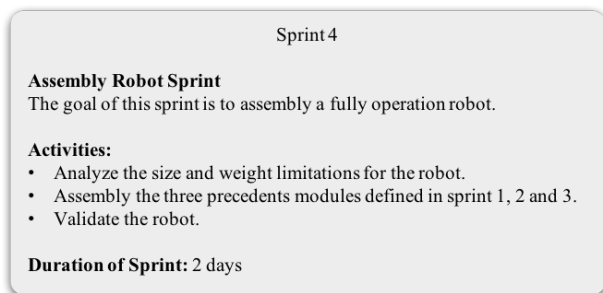 Sprint 4
Assembly Robot Sprint
The goal of this sprint is to assembly a fully operation robot.
Activities:
• Analyze the size and weight limitations for the robot.
• Assembly the three precedents modules defined in sprint 1, 2 and 3.
• Validate the robot.
Duration of Sprint: 2 days